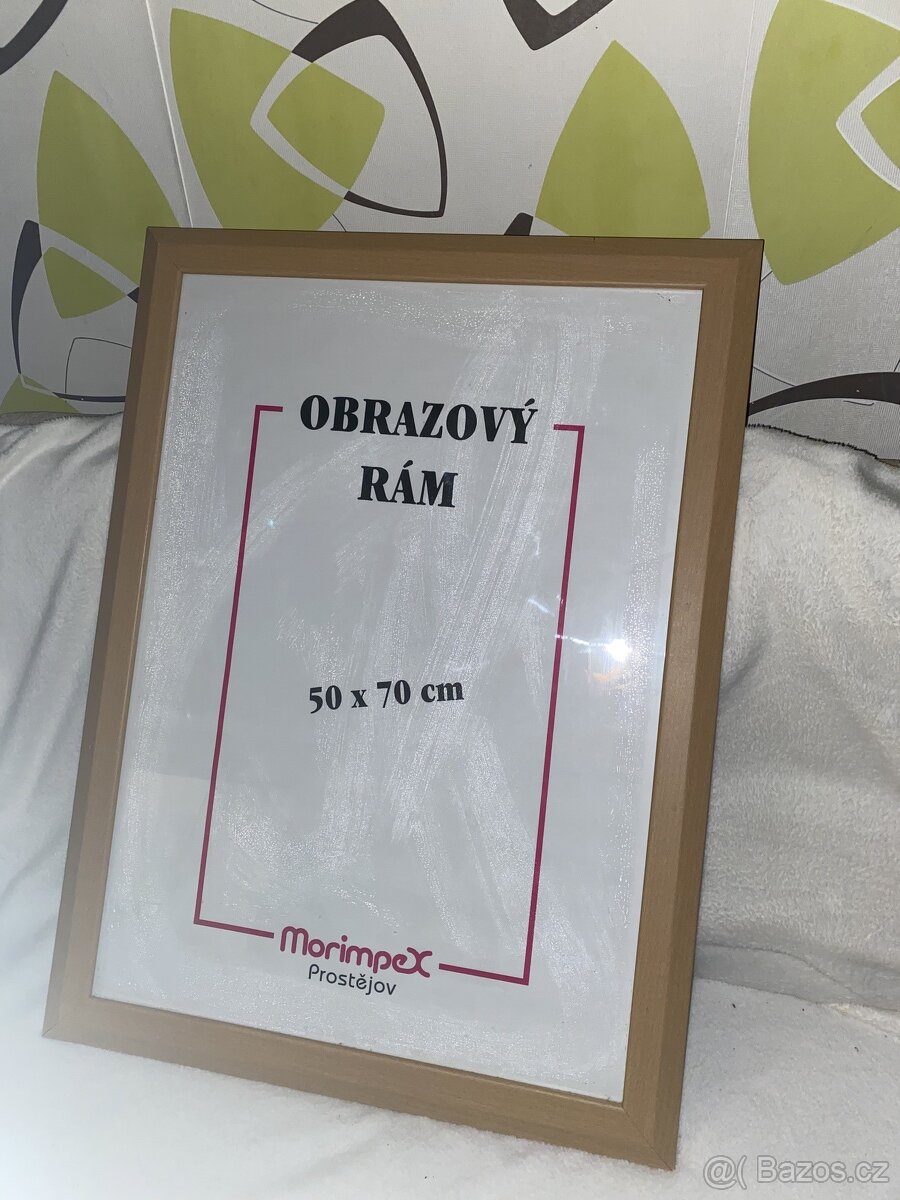 OBRAZOVÝ
RÁM
50 x 70 cm
Morimpex
Prostějov
@( Bazos.cz